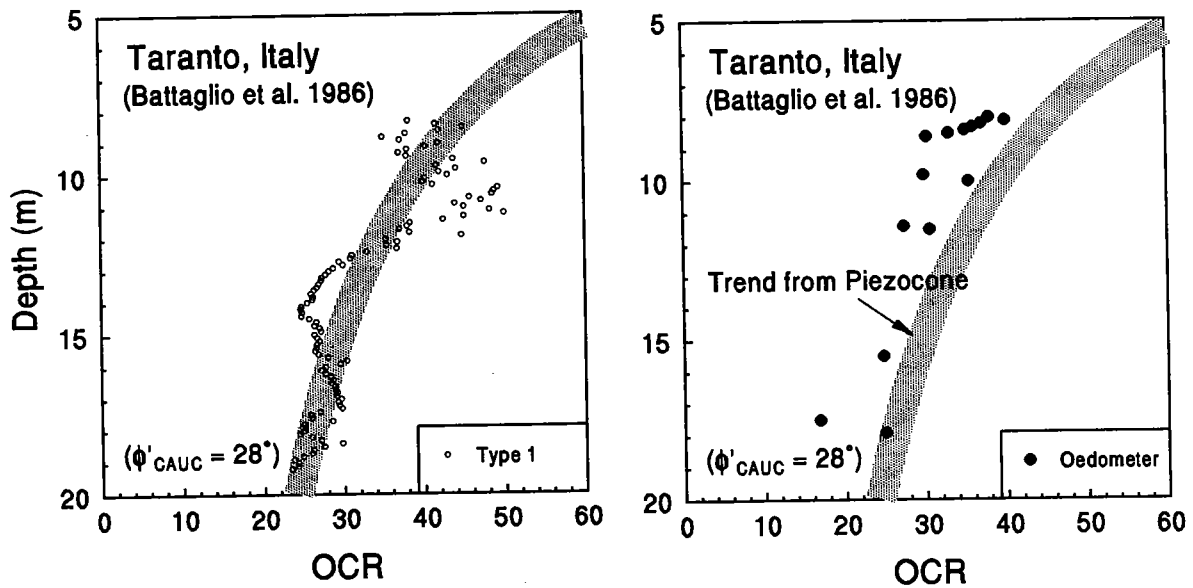 5
10
15
20
Depth (m)
Taranto, Italy
(Battaglio et al. 1986)
(ϕ'CAUC = 28°)
Type 1
0 10 20 30 40 50 60
OCR
5
10
15
20
Taranto, Italy
(Battaglio et al. 1986)
Trend from Piezocone
(ϕ'CAUC = 28°)
Oedometer
0 10 20 30 40 50 60
OCR